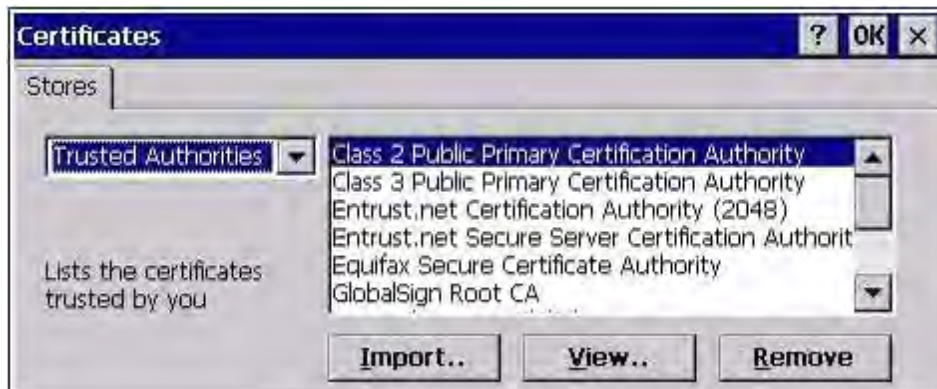 Certificates ? OK ×
Stores
Trusted Authorities
Class 2 Public Primary Certification Authority
Class 3 Public Primary Certification Authority
Entrust.net Certification Authority (2048)
Entrust.net Secure Server Certification Authorit
Equifax Secure Certificate Authority
GlobalSign Root CA
Lists the certificates
trusted by you
Import..
View..
Remove